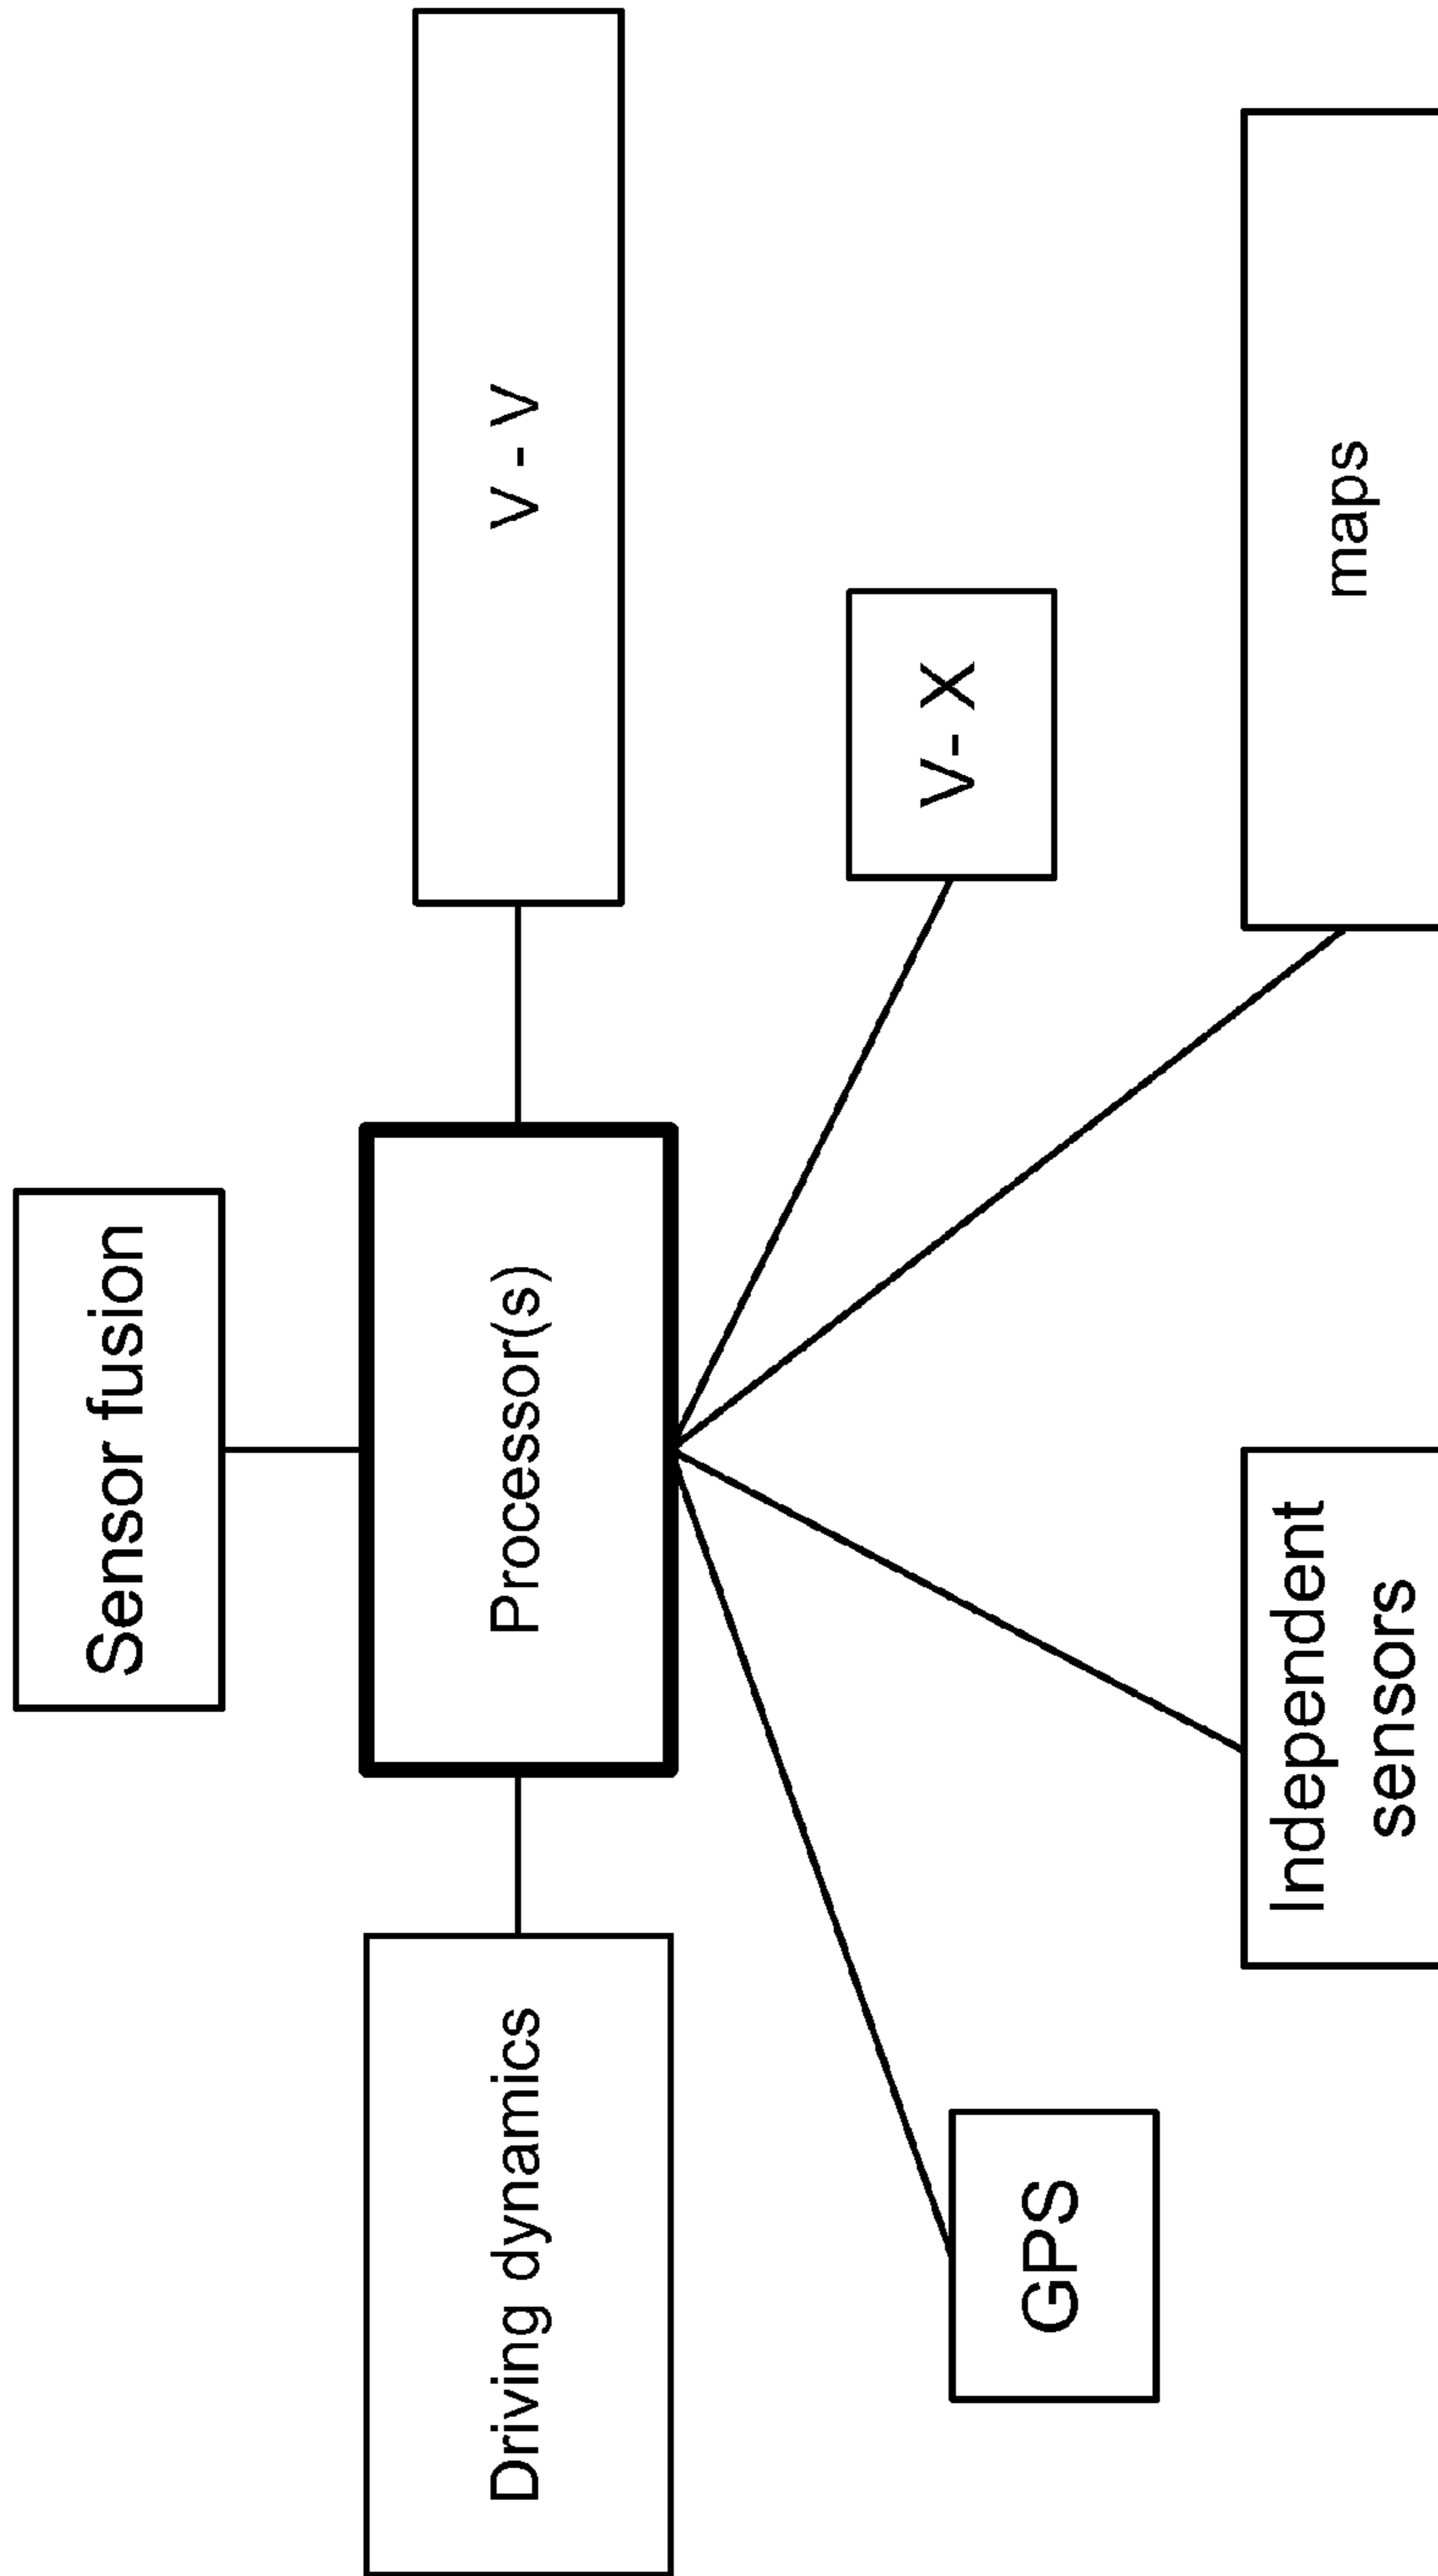 Sensor fusion
Driving dynamics
Processor(s)
V - V
GPS
V- X
Independent
sensors
maps